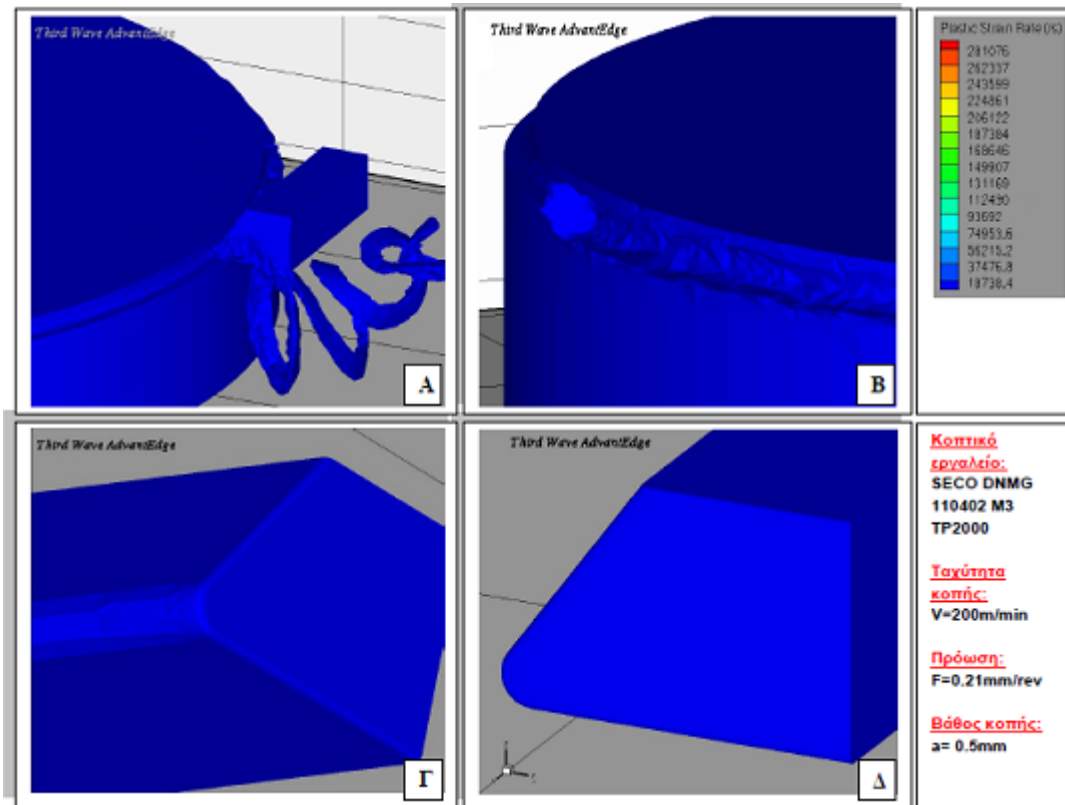 Third Wave AdvantEdge
A
Third Wave AdvantEdge
B
Plastic Strain Rate (/s)
281076
262337
243599
224861
206122
187384
168646
149907
131169
112430
93692
74953.6
56215.2
37476.8
18738.4
Third Wave AdvantEdge
Γ
Third Wave AdvantEdge
Δ
Κοπτικό
εργαλείο:
SECO DNMG
110402 M3
TP2000
Ταχύτητα
κοπής:
V=200m/min
Πρόωση:
F=0.21mm/rev
Βάθος κοπής:
a= 0.5mm